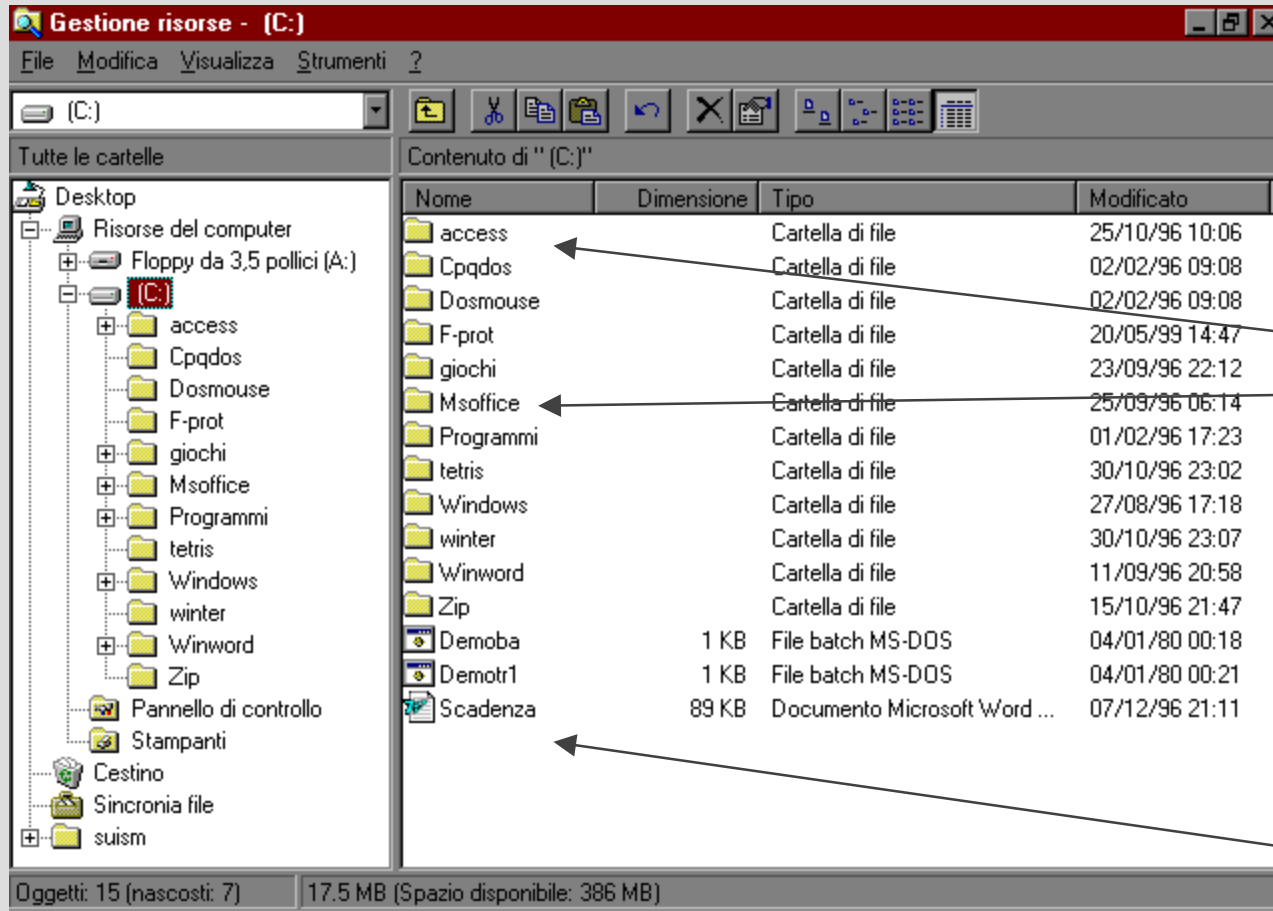 Gestione risorse - (C:)
File Modifica Visualizza Strumenti ?
(C:)
Tutte le cartelle
Contenuto di "(C:)"
Desktop
Risorse del computer
Floppy da 3,5 pollici (A:)
(C:)
access
Cpqdos
Dosmouse
F-prot
giochi
Msoffice
Programmi
tetris
Windows
winter
Winword
Zip
Pannello di controllo
Stampanti
Cestino
Sincronia file
suism
Nome Dimensione Tipo Modificato
access Cartella di file 25/10/96 10:06
Cpqdos Cartella di file 02/02/96 09:08
Dosmouse Cartella di file 02/02/96 09:08
F-prot Cartella di file 20/05/99 14:47
giochi Cartella di file 23/09/96 22:12
Msoffice Cartella di file 25/09/96 06:14
Programmi Cartella di file 01/02/96 17:23
tetris Cartella di file 30/10/96 23:02
Windows Cartella di file 27/08/96 17:18
winter Cartella di file 30/10/96 23:07
Winword Cartella di file 11/09/96 20:58
Zip Cartella di file 15/10/96 21:47
Demoba 1 KB File batch MS-DOS 04/01/80 00:18
Demotr1 1 KB File batch MS-DOS 04/01/80 00:21
Scadenza 89 KB Documento Microsoft Word ... 07/12/96 21:11
Oggetti: 15 (nascosti: 7) 17.5 MB (Spazio disponibile: 386 MB)